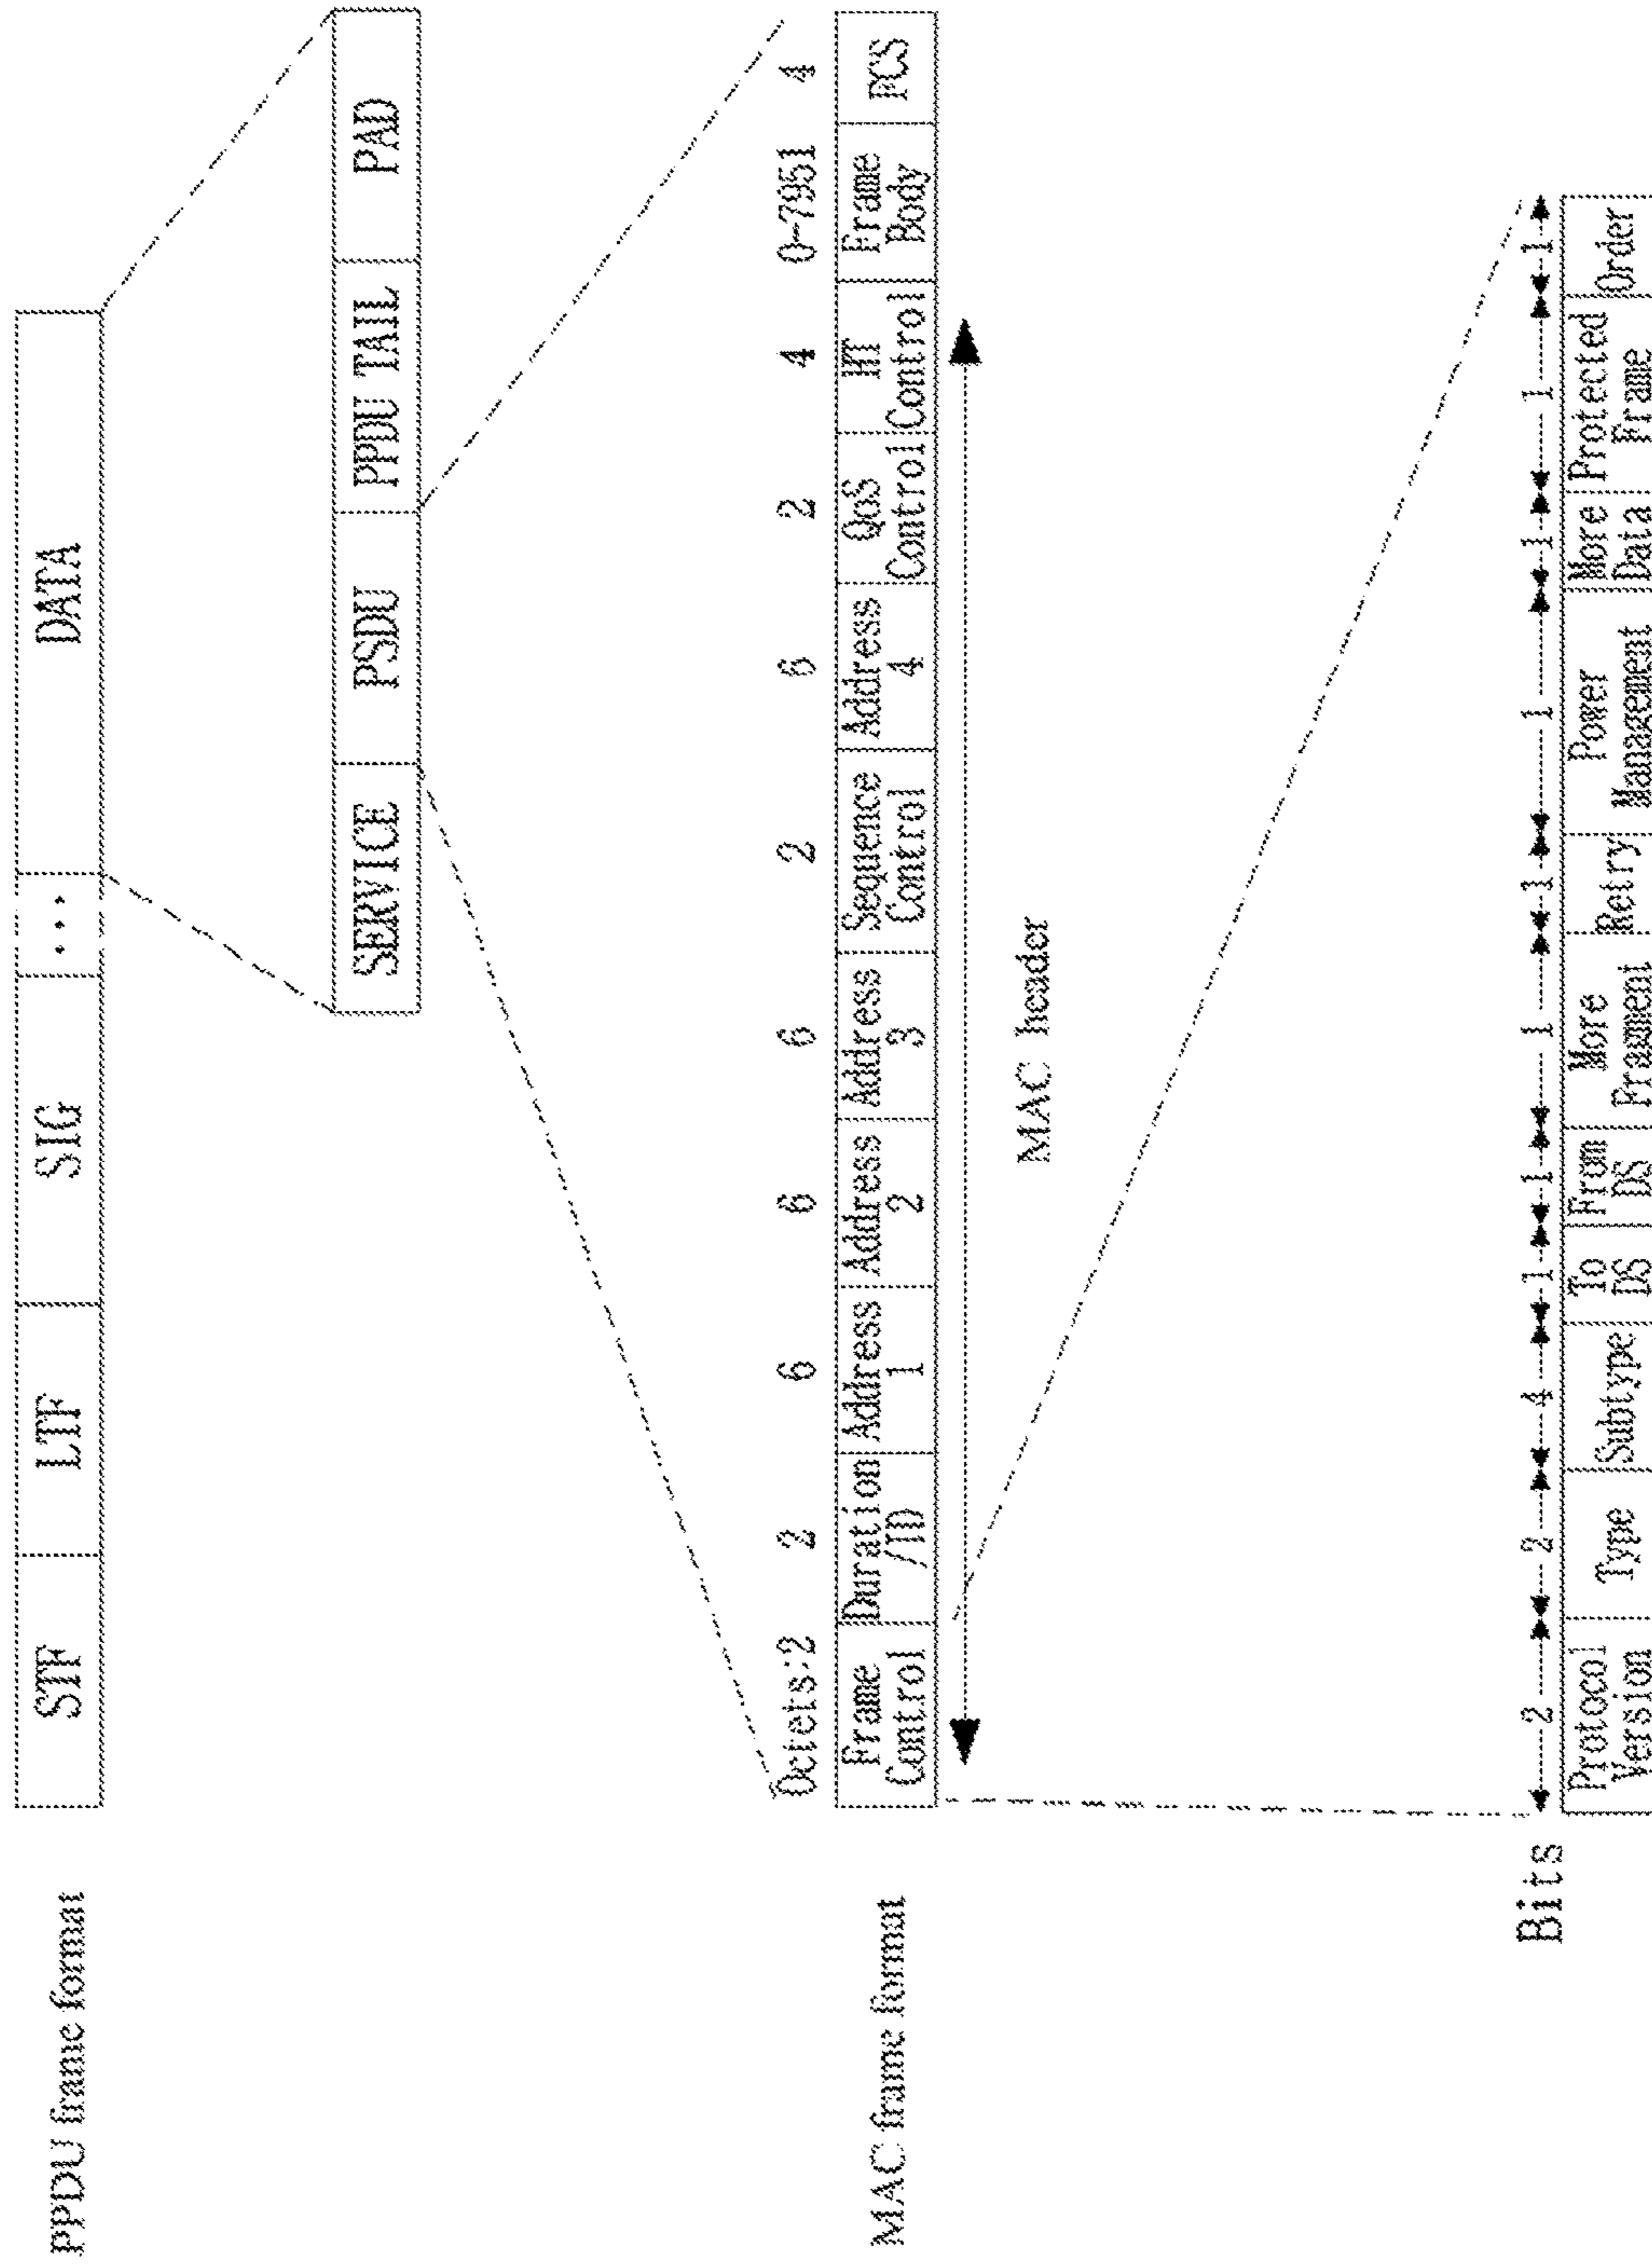 PPDU frame format
STF LTF SIG ... DATA
SERVICE PSDU PPDU TAIL PAD
MAC frame format
Octets:2 2 6 6 6 2 6 2 4 0-7951 4
Frame Control
Duration /ID
Address 1
Address 2
Address 3
Sequence Control
Address 4
QoS Control
HT Control
Frame Body
FCS
MAC header
Bits
2 2 4 1 1 1 1 1 1 1 1
Protocol Version
Type
Subtype
To DS
From DS
More Fragment
Retry
Power Management
More Data
Protected Frame
Order